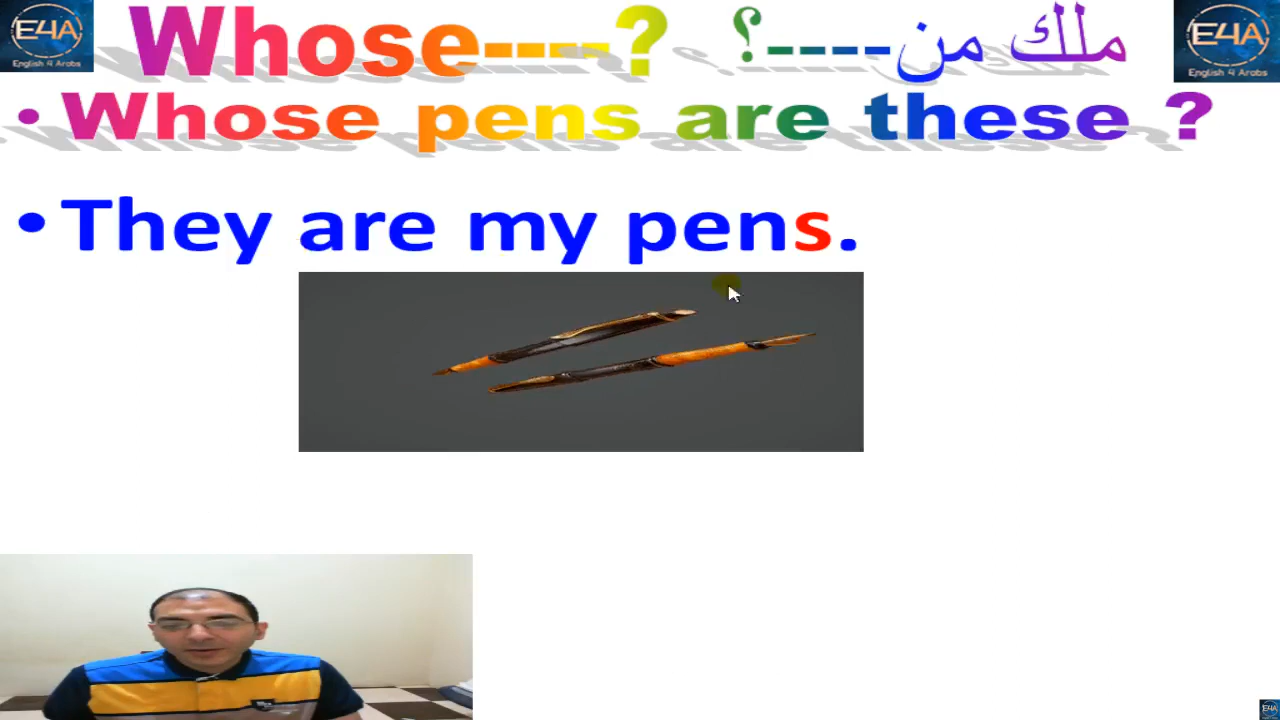 E4A
English 4 Arabs
Whose----? ملك من----؟
E4A
English 4 Arabs
• Whose pens are these ?
• They are my pens.
E4A